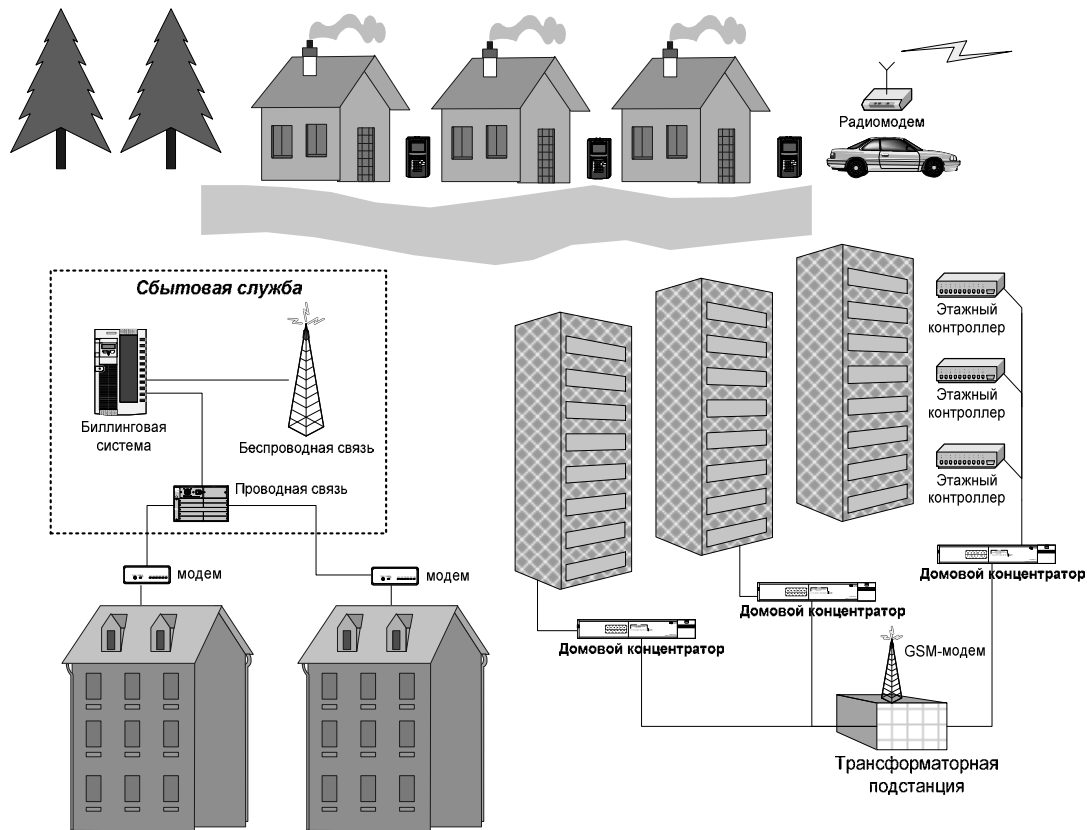 Радиомодем
Сбытовая служба
Биллинговая
система
Беспроводная связь
Проводная связь
модем
модем
Этажный
контроллер
Этажный
контроллер
Этажный
контроллер
Домовой концентратор
Домовой концентратор
Домовой концентратор
GSM-модем
Трансформаторная
подстанция